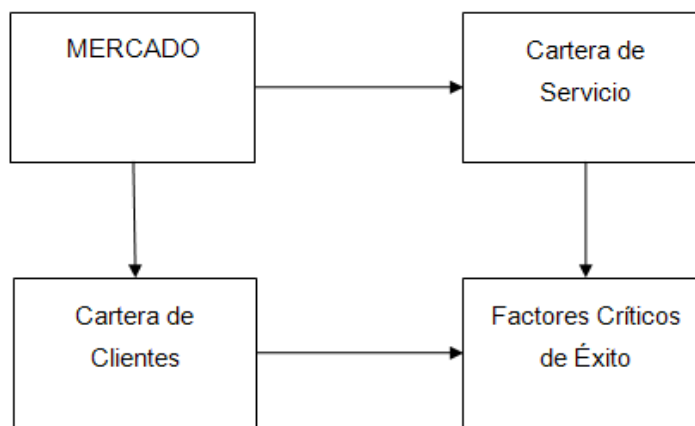 MERCADO
Cartera de
Servicio
Cartera de
Clientes
Factores Críticos
de Éxito